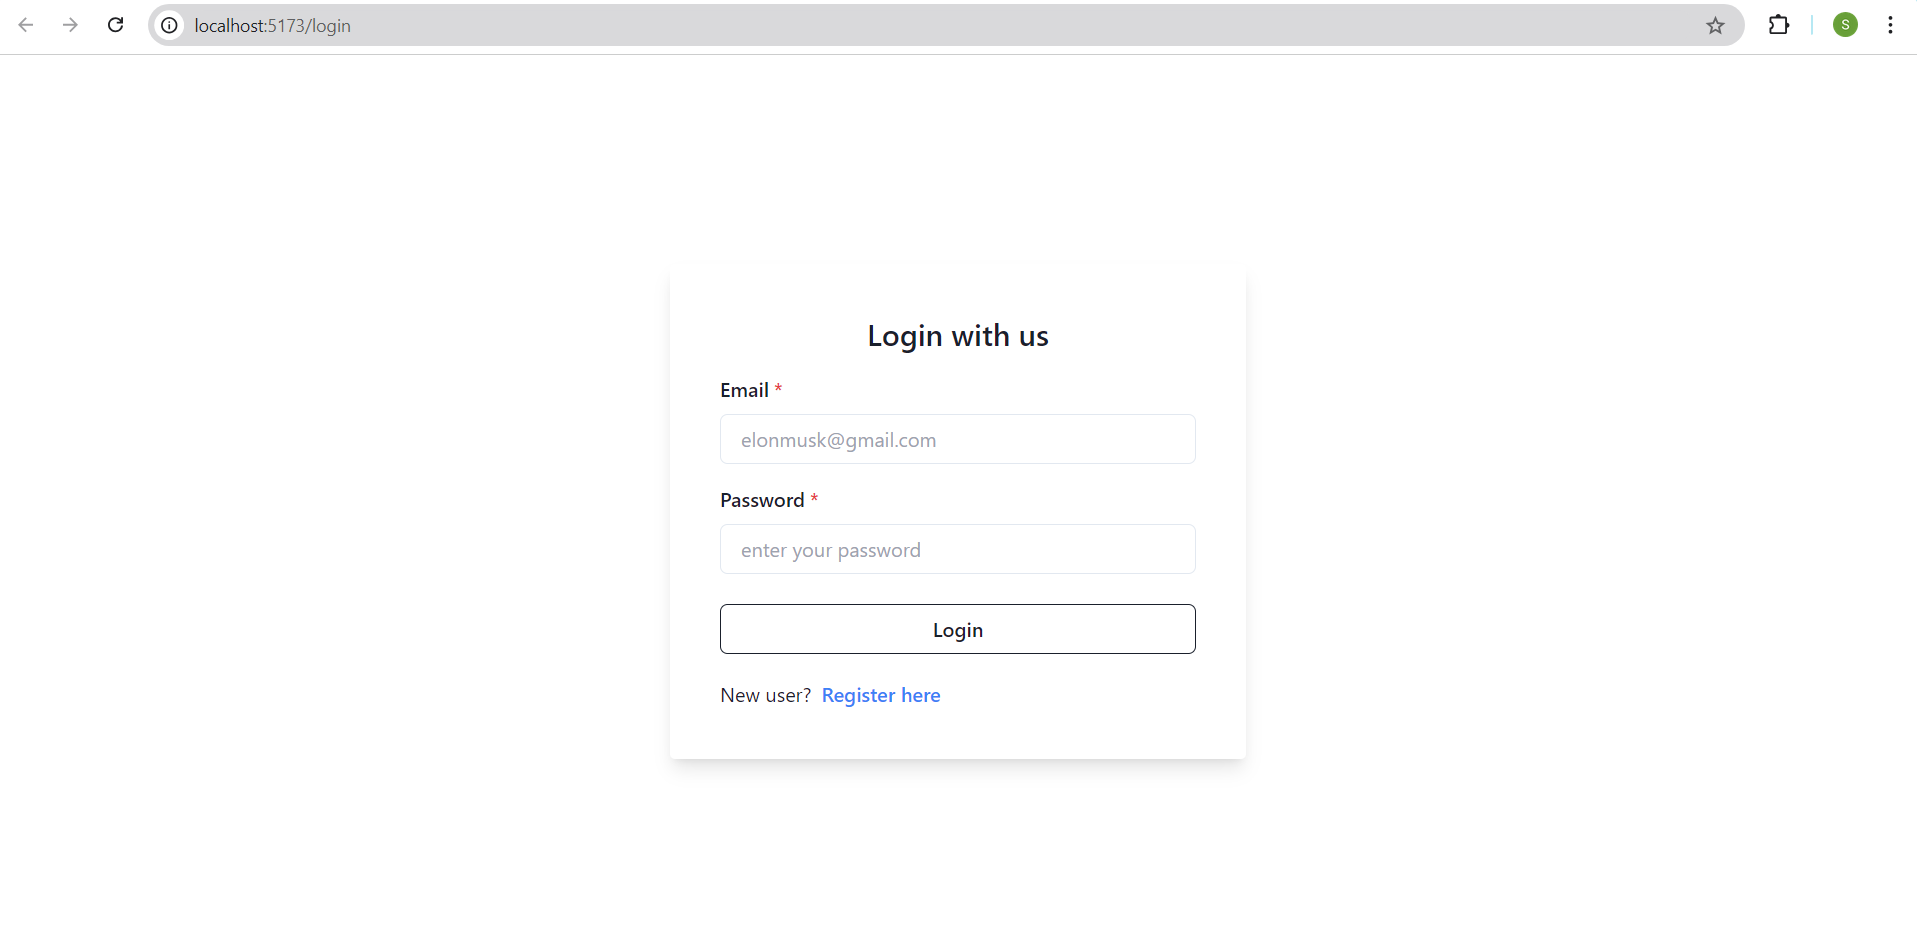 localhost:5173/login
S
Login with us
Email *
elonmusk@gmail.com
Password *
enter your password
Login
New user? Register here